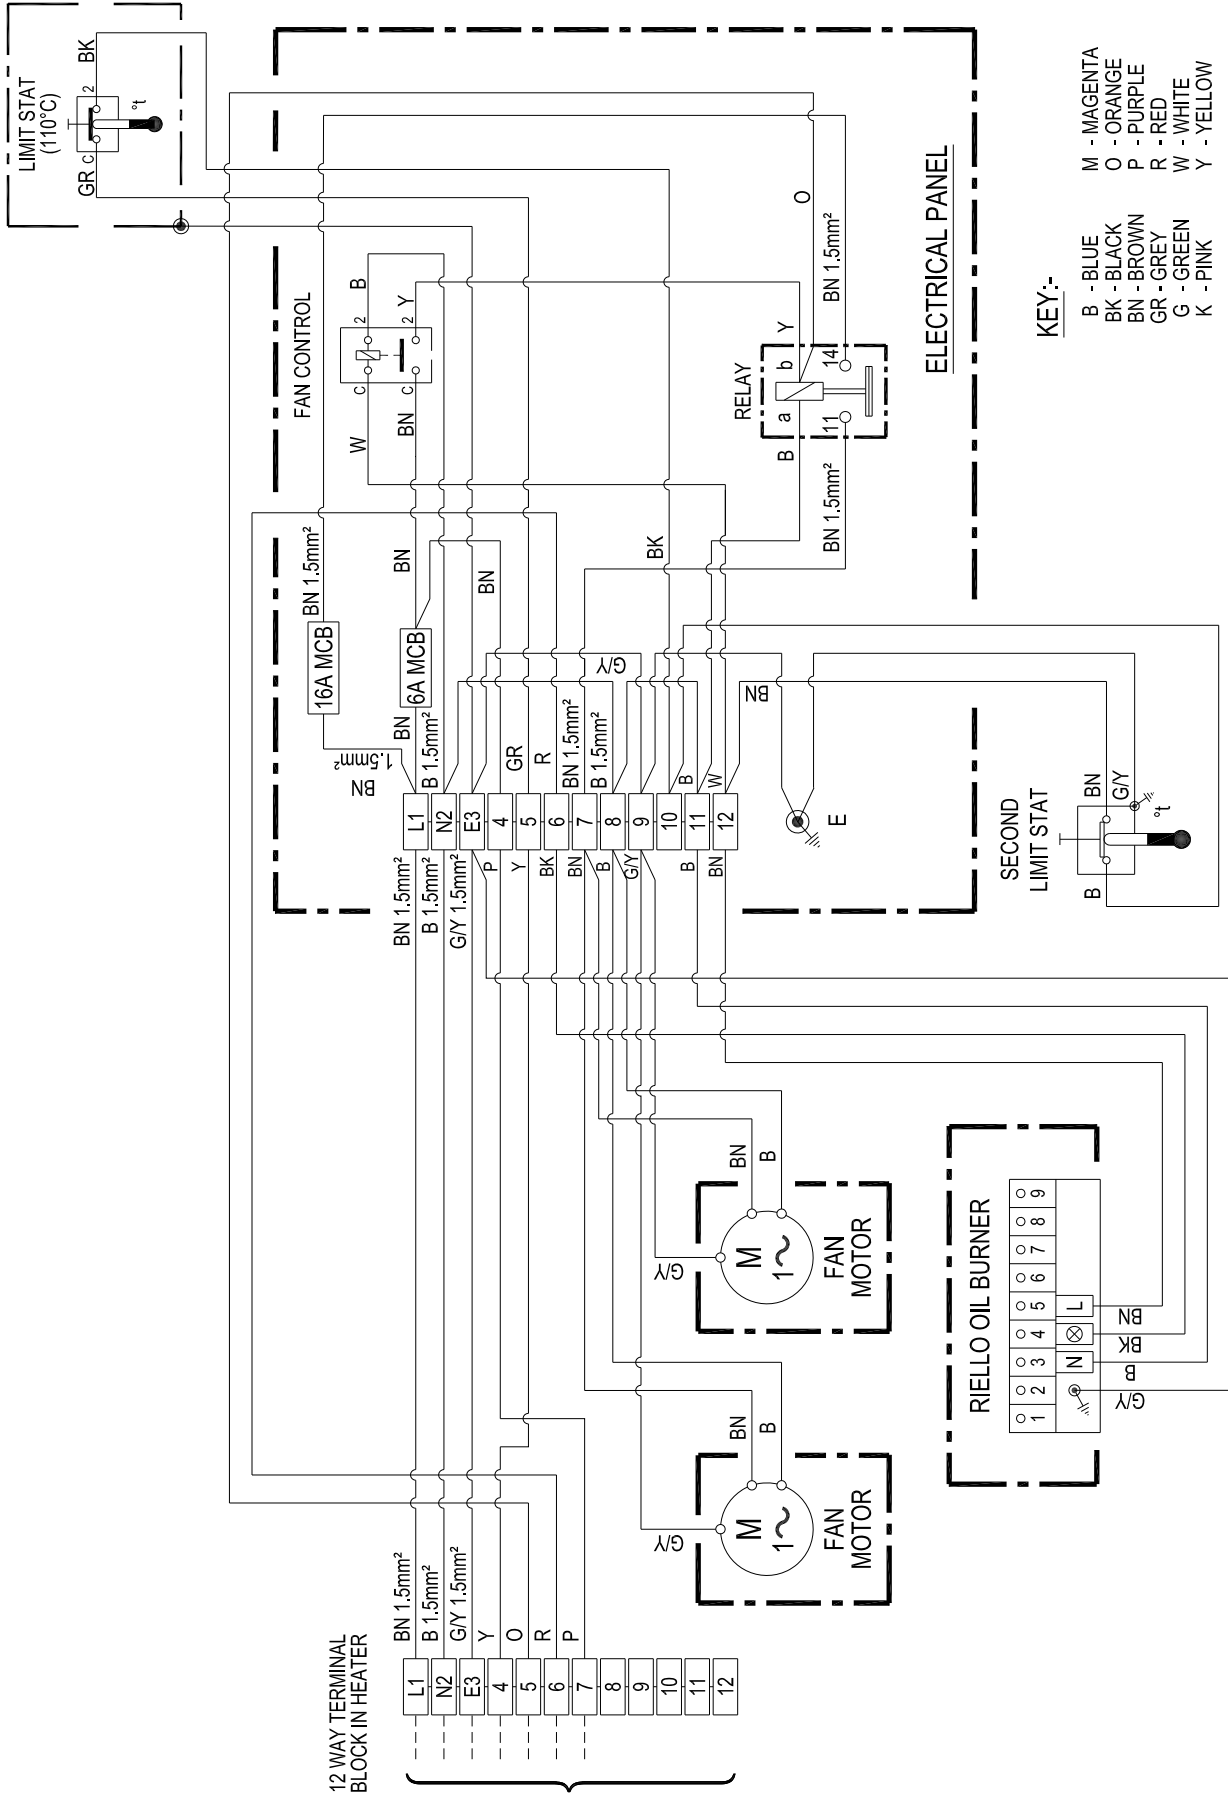 12 WAY TERMINAL
BLOCK IN HEATER
BN 1.5mm²
B 1.5mm²
G/Y 1.5mm²
Y
O
R
P
L1
N2
E3
4
5
6
7
8
9
10
11
12
G/Y
BN
B
M
1~
FAN
MOTOR
G/Y
BN
B
M
1~
FAN
MOTOR
RIELLO OIL BURNER
1
2
3
4
5
6
7
8
9
N
L
G/Y
B
BK
BN
BN 1.5mm²
B 1.5mm²
G/Y 1.5mm²
P
Y
BK
BN
B
G/Y
B
BN
L1
N2
E3
4
5
6
7
8
9
10
11
12
BN
1.5mm²
BN
B 1.5mm²
GR
R
BN 1.5mm²
B 1.5mm²
B
W
E
G/Y
BN
16A MCB
6A MCB
BN 1.5mm²
BN
BN
BK
SECOND
LIMIT STAT
B
BN
G/Y
°t
FAN CONTROL
W
BN
C
C
2
2
B
Y
RELAY
B
a
b
Y
11
14
BN 1.5mm²
BN 1.5mm²
O
ELECTRICAL PANEL
LIMIT STAT
(110°C)
GR
C
2
BK
°t
KEY:-
B - BLUE
BK - BLACK
BN - BROWN
GR - GREY
G - GREEN
K - PINK
M - MAGENTA
O - ORANGE
P - PURPLE
R - RED
W - WHITE
Y - YELLOW